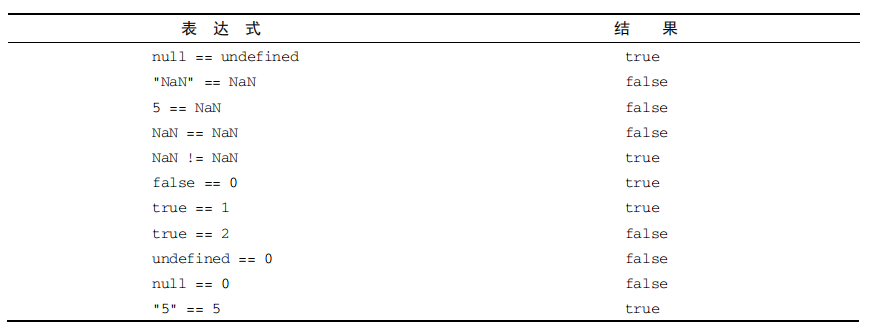 表 达 式 结 果
null == undefined true
"NaN" == NaN false
5 == NaN false
NaN == NaN false
NaN != NaN true
false == 0 true
true == 1 true
true == 2 false
undefined == 0 false
null == 0 false
"5" == 5 true